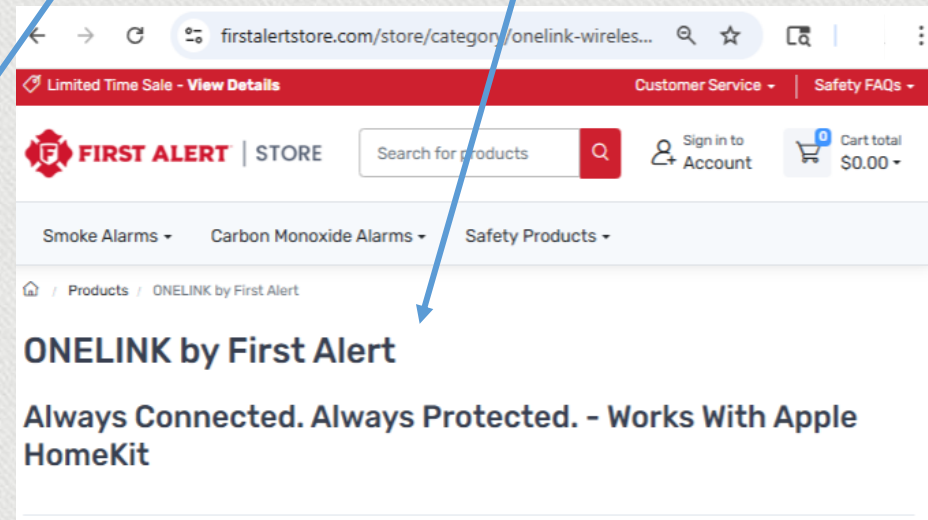 firstalertstore.com/store/category/onelink-wireles...
Limited Time Sale - View Details Customer Service Safety FAQs
FIRST ALERT | STORE Search for products Sign in to Account 0 Cart total $0.00
Smoke Alarms Carbon Monoxide Alarms Safety Products
/ Products / ONELINK by First Alert
ONELINK by First Alert
Always Connected. Always Protected. - Works With Apple
HomeKit